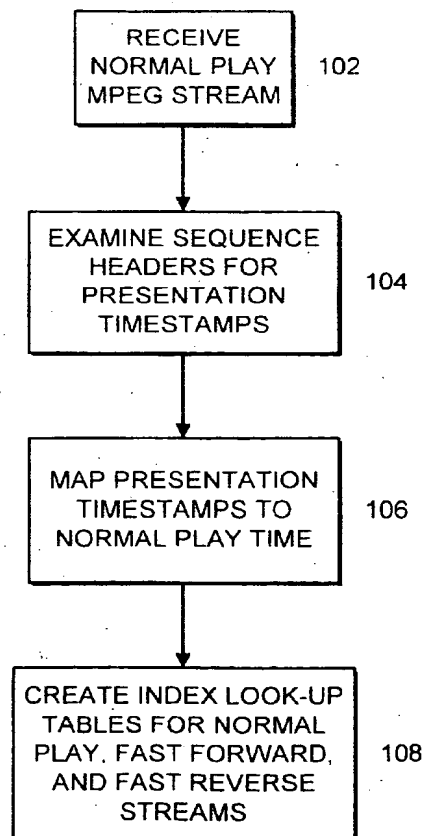 RECEIVE
NORMAL PLAY
MPEG STREAM
102
EXAMINE SEQUENCE
HEADERS FOR
PRESENTATION
TIMESTAMPS
104
MAP PRESENTATION
TIMESTAMPS TO
NORMAL PLAY TIME
106
CREATE INDEX LOOK-UP
TABLES FOR NORMAL
PLAY, FAST FORWARD,
AND FAST REVERSE
STREAMS
108